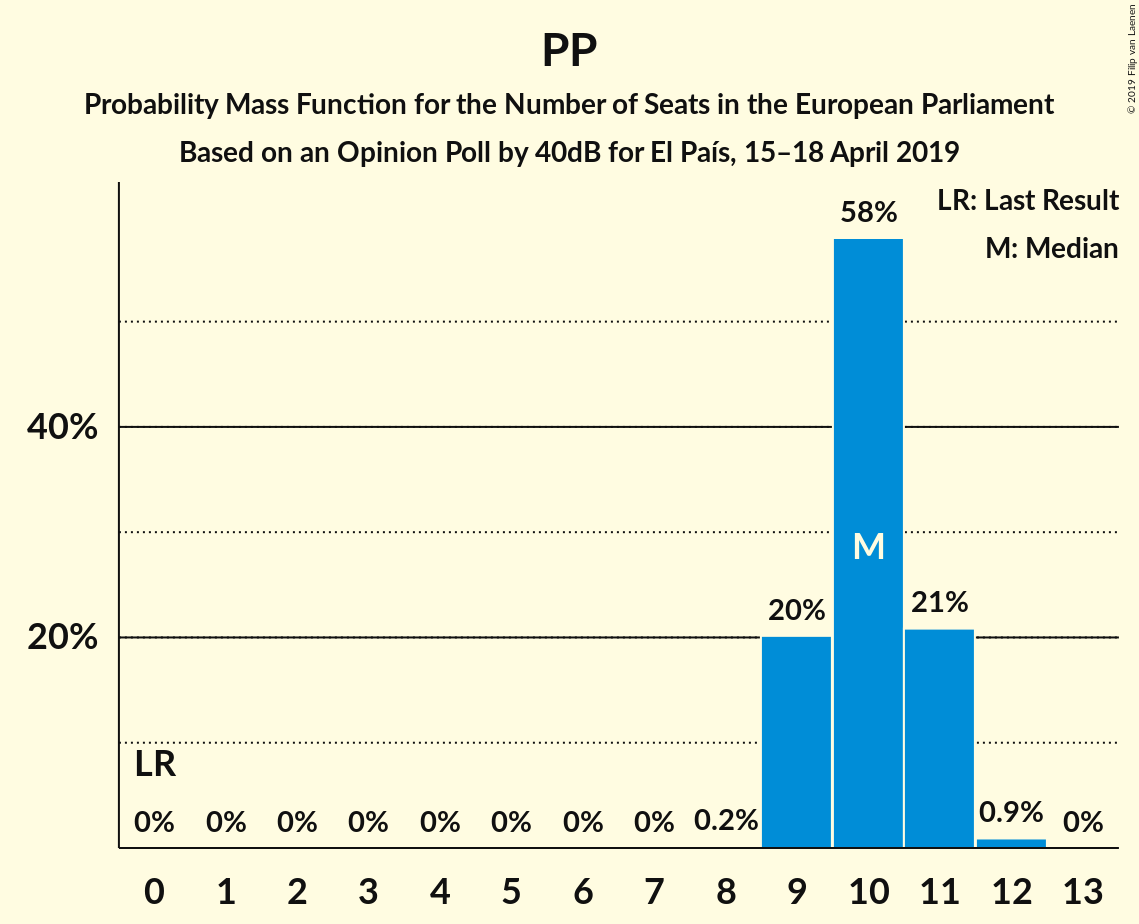 PP
Probability Mass Function for the Number of Seats in the European Parliament
Based on an Opinion Poll by 40dB for El País, 15–18 April 2019
© 2019 Filip van Laenen
LR: Last Result
M: Median
58%
40%
M
20%
21%
20%
LR
0% 0% 0% 0% 0% 0% 0% 0% 0.2% 0.9% 0%
0 1 2 3 4 5 6 7 8 9 10 11 12 13